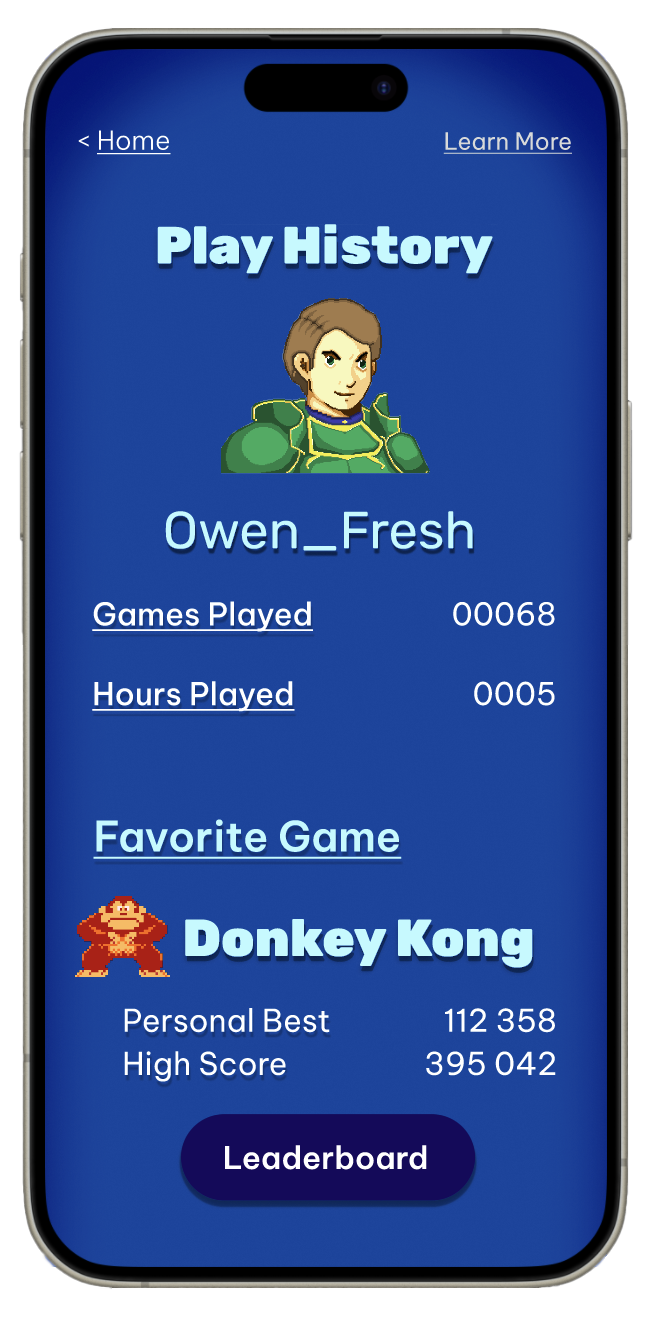 < Home
Learn More
Play History
Owen_Fresh
Games Played 00068
Hours Played 0005
Favorite Game
Donkey Kong
Personal Best 112 358
High Score 395 042
Leaderboard